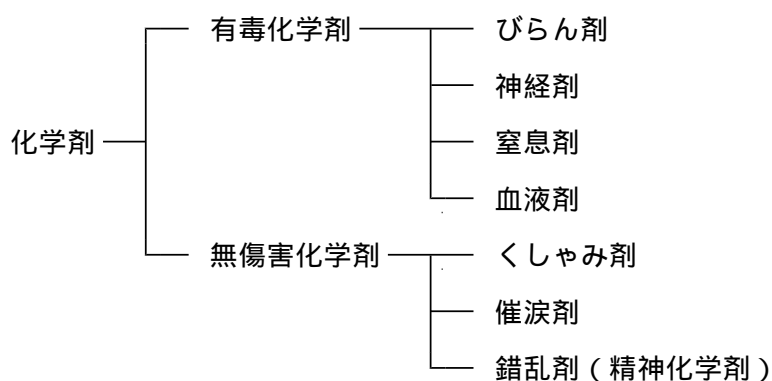 有毒化学剤
びらん剤
神経剤
化学剤
窒息剤
血液剤
無傷害化学剤
くしゃみ剤
催涙剤
錯乱剤(精神化学剤)